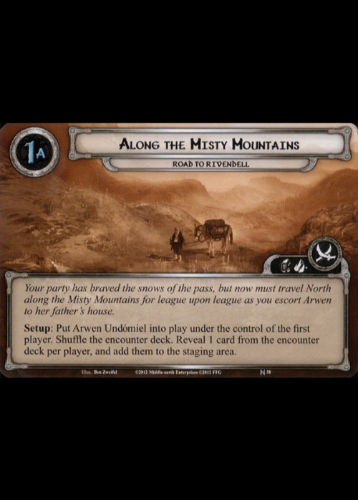 1A
ALONG THE MISTY MOUNTAINS
ROAD TO RIVENDELL
Your party has braved the snows of the pass, but now must travel North
along the Misty Mountains for league upon league as you escort Arwen
to her father's house.
Setup: Put Arwen Undómiel into play under the control of the first
player. Shuffle the encounter deck. Reveal 1 card from the encounter
deck per player, and add them to the staging area.
Illus. Ben Zweifel ©2012 Middle-earth Enterprises ©2012 FFG